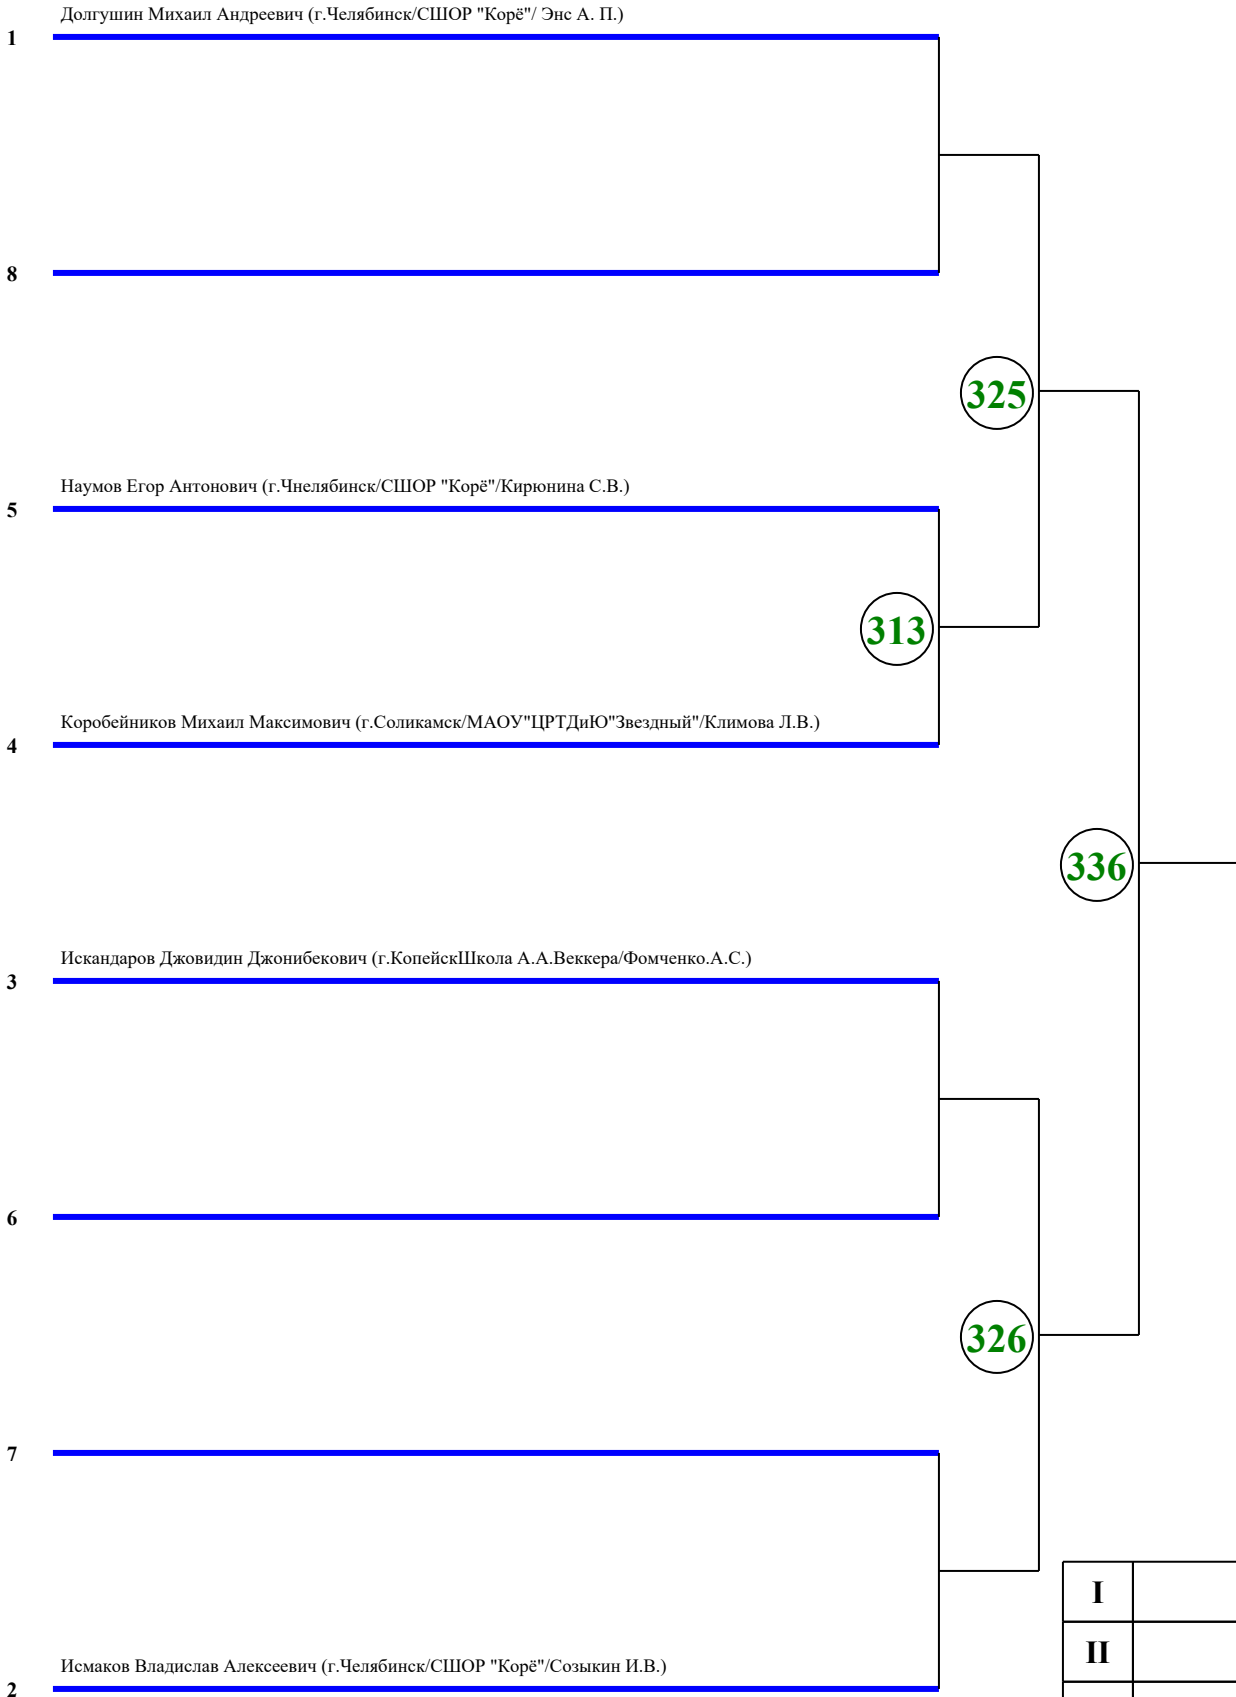 Долгушин Михаил Андреевич (г.Челябинск/СШОР "Корё"/ Энс А. П.)
1
8
325
Наумов Егор Антонович (г.Чнелябинск/СШОР "Корё"/Кирюнина С.В.)
5
313
Коробейников Михаил Максимович (г.Соликамск/МАОУ"ЦРТДиЮ"Звездный"/Климова Л.В.)
4
336
Искандаров Джовидин Джонибекович (г.КопейскШкола А.А.Веккера/Фомченко.А.С.)
3
6
326
7
I
II
Исмаков Владислав Алексеевич (г.Челябинск/СШОР "Корё"/Созыкин И.В.)
2